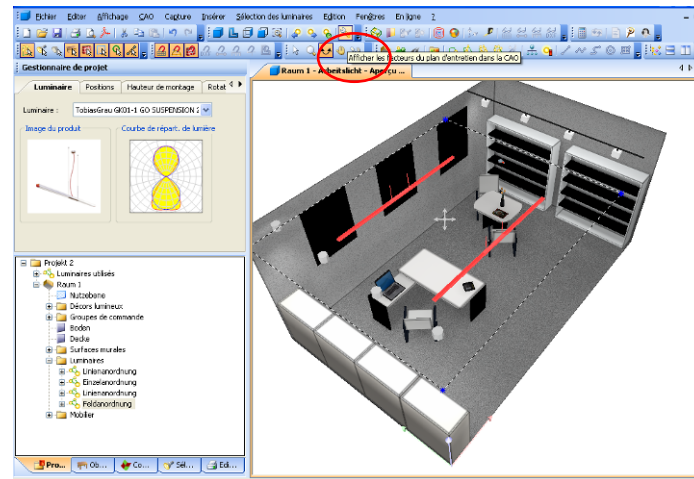 Fichier Editer Affichage CAO Capture Insérer Sélection des luminaires Edition Fenêtres En ligne ?
Afficher les facteurs du plan d'entretien dans la CAO
Gestionnaire de projet
Raum 1 - Arbeitslicht - Aperçu ...
Luminaire Positions Hauteur de montage Rotat
Luminaire : TobiasGrau GK01-1 GO SUSPENSION 2
Image du produit Courbe de répart. de lumière
Projekt 2
Luminaires utilisés
Raum 1
Nutzebene
Décors lumineux
Groupes de commande
Boden
Decke
Surfaces murales
Luminaires
Linienanordnung
Einzelanordnung
Linienanordnung
Feldanordnung
Mobilier
Pro... Ob... Co... Sél... Edi...